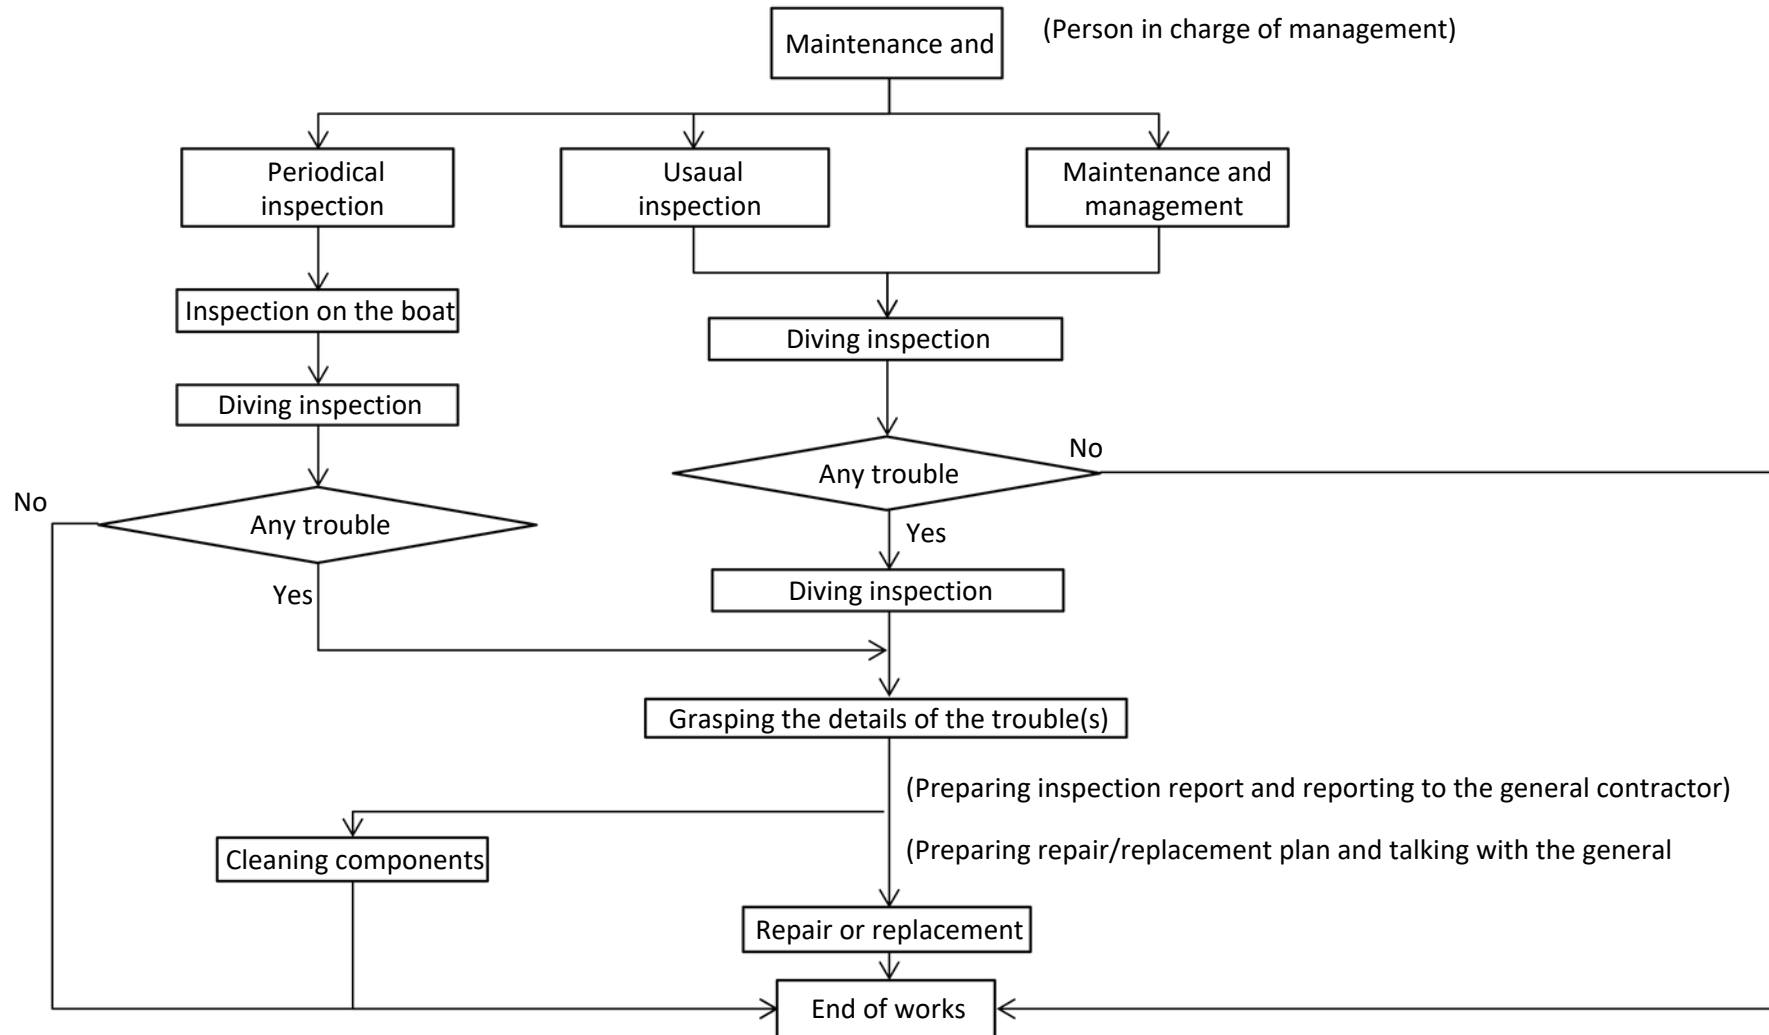 Maintenance and
(Person in charge of management)
Periodical
inspection
Usaual
inspection
Maintenance and
management
Inspection on the boat
Diving inspection
Diving inspection
Any trouble
No
No
Any trouble
Yes
Yes
Diving inspection
Grasping the details of the trouble(s)
(Preparing inspection report and reporting to the general contractor)
Cleaning components
(Preparing repair/replacement plan and talking with the general
Repair or replacement
End of works